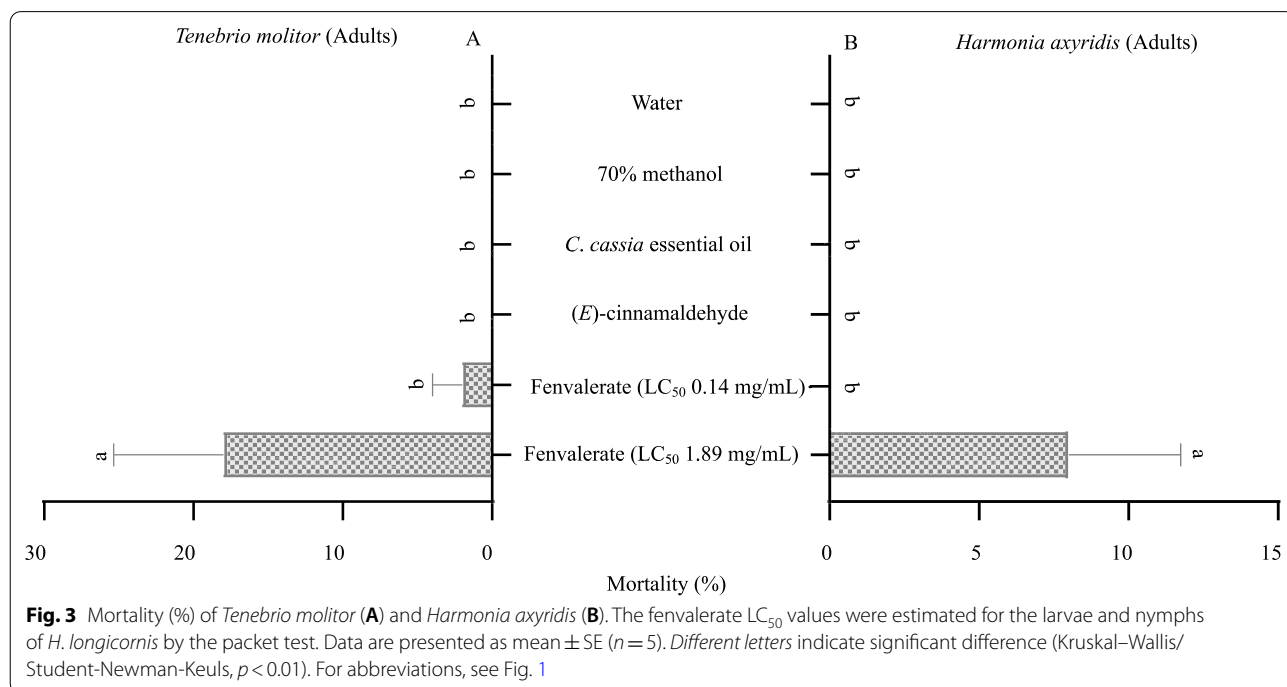 Tenebrio molitor (Adults) A B Harmonia axyridis (Adults)
b Water b
b 70% methanol b
b C. cassia essential oil b
b (E)-cinnamaldehyde b
b Fenvalerate (LC50 0.14 mg/mL) b
a Fenvalerate (LC50 1.89 mg/mL) a
30 20 10 0 0 5 10 15
Mortality (%)
Fig. 3 Mortality (%) of Tenebrio molitor (A) and Harmonia axyridis (B). The fenvalerate LC50 values were estimated for the larvae and nymphs
of H. longicornis by the packet test. Data are presented as mean ± SE (n = 5). Different letters indicate significant difference (Kruskal–Wallis/
Student-Newman-Keuls, p < 0.01). For abbreviations, see Fig. 1